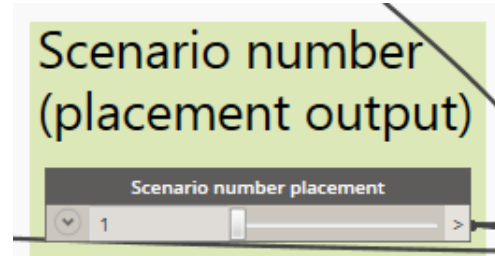 Scenario number
(placement output)
Scenario number placement
1 >